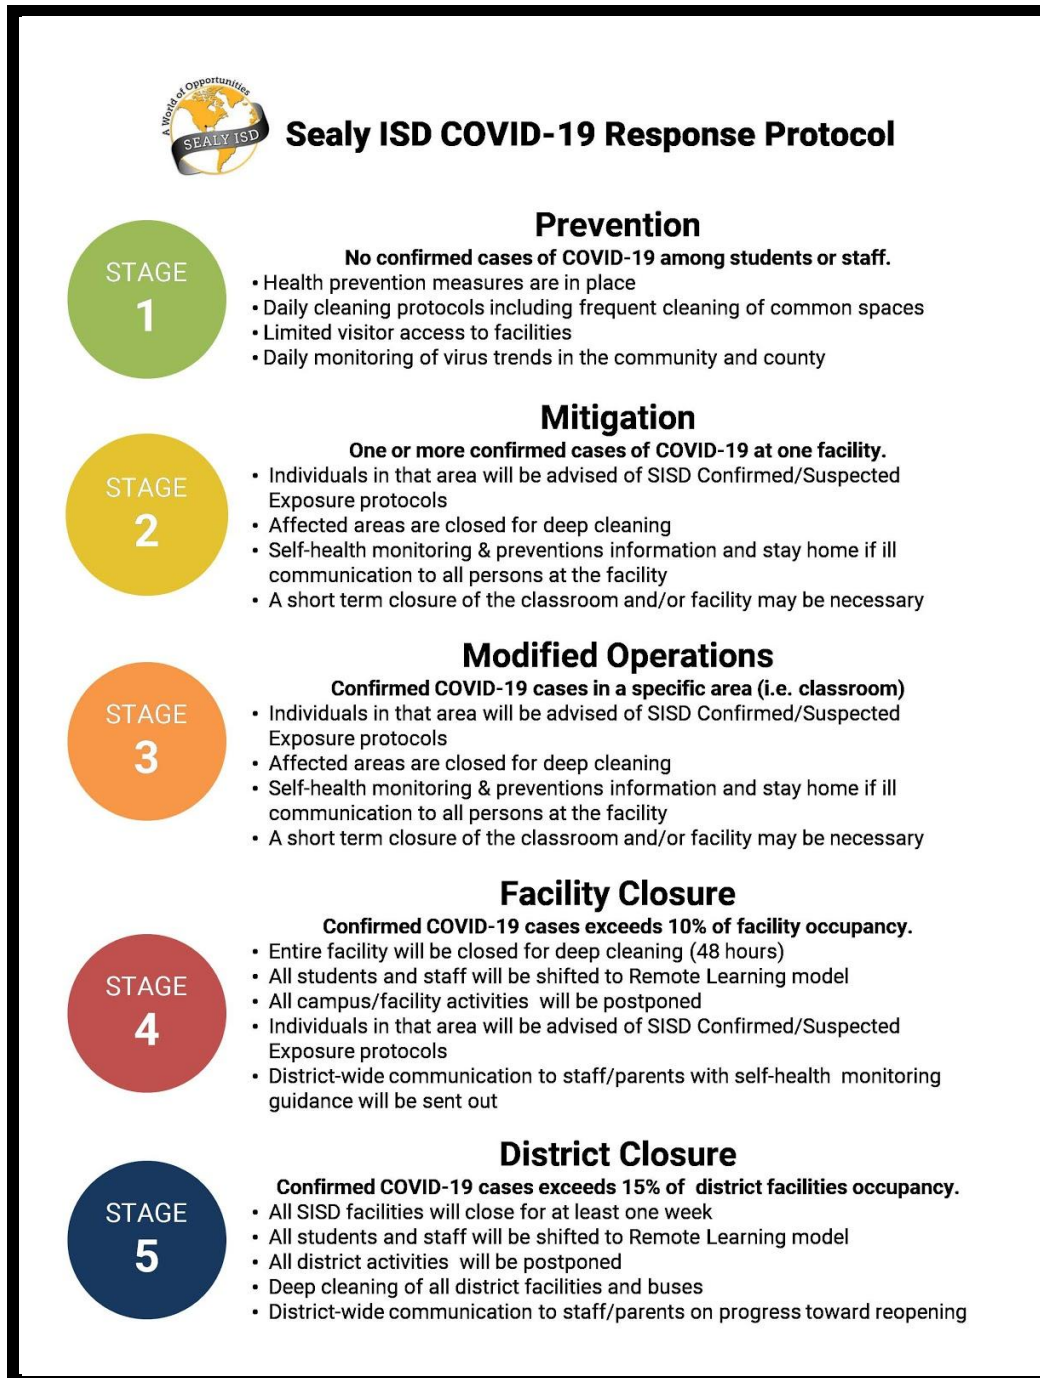 A World of Opportunities
SEALY ISD
Sealy ISD COVID-19 Response Protocol
STAGE
1
Prevention
No confirmed cases of COVID-19 among students or staff.
• Health prevention measures are in place
• Daily cleaning protocols including frequent cleaning of common spaces
• Limited visitor access to facilities
• Daily monitoring of virus trends in the community and county
STAGE
2
Mitigation
One or more confirmed cases of COVID-19 at one facility.
• Individuals in that area will be advised of SISD Confirmed/Suspected
Exposure protocols
• Affected areas are closed for deep cleaning
• Self-health monitoring & preventions information and stay home if ill
communication to all persons at the facility
• A short term closure of the classroom and/or facility may be necessary
STAGE
3
Modified Operations
Confirmed COVID-19 cases in a specific area (i.e. classroom)
• Individuals in that area will be advised of SISD Confirmed/Suspected
Exposure protocols
• Affected areas are closed for deep cleaning
• Self-health monitoring & preventions information and stay home if ill
communication to all persons at the facility
• A short term closure of the classroom and/or facility may be necessary
STAGE
4
Facility Closure
Confirmed COVID-19 cases exceeds 10% of facility occupancy.
• Entire facility will be closed for deep cleaning (48 hours)
• All students and staff will be shifted to Remote Learning model
• All campus/facility activities will be postponed
• Individuals in that area will be advised of SISD Confirmed/Suspected
Exposure protocols
• District-wide communication to staff/parents with self-health monitoring
guidance will be sent out
STAGE
5
District Closure
Confirmed COVID-19 cases exceeds 15% of district facilities occupancy.
• All SISD facilities will close for at least one week
• All students and staff will be shifted to Remote Learning model
• All district activities will be postponed
• Deep cleaning of all district facilities and buses
• District-wide communication to staff/parents on progress toward reopening